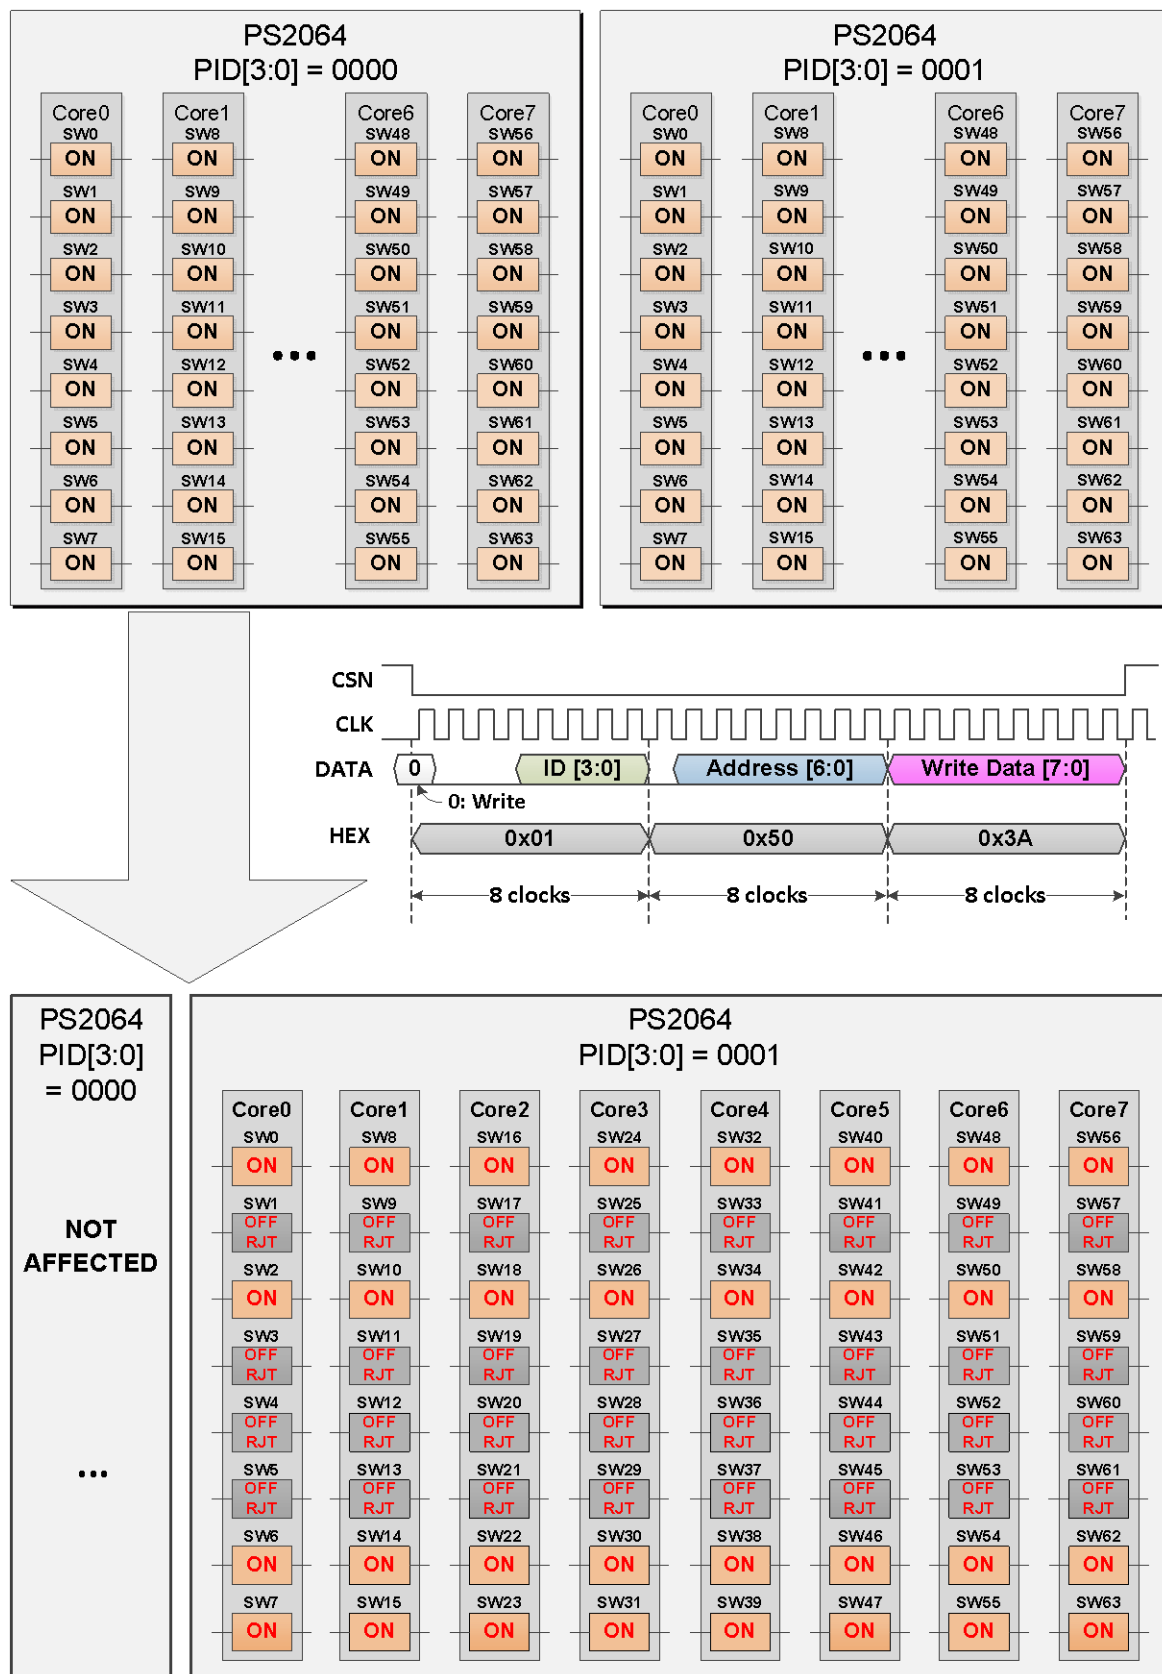 PS2064 PS2064
PID[3:0] = 0000 PID[3:0] = 0001
Core0 Core1 Core6 Core7 Core0 Core1 Core6 Core7
SW0 SW8 SW48 SW56 SW0 SW8 SW48 SW56
ON ON ON ON ON ON ON ON
SW1 SW9 SW49 SW57 SW1 SW9 SW49 SW57
ON ON ON ON ON ON ON ON
SW2 SW10 SW50 SW58 SW2 SW10 SW50 SW58
ON ON ON ON ON ON ON ON
SW3 SW11 SW51 SW59 SW3 SW11 SW51 SW59
ON ON ON ON ON ON ON ON
... ...
SW4 SW12 SW52 SW60 SW4 SW12 SW52 SW60
ON ON ON ON ON ON ON ON
SW5 SW13 SW53 SW61 SW5 SW13 SW53 SW61
ON ON ON ON ON ON ON ON
SW6 SW14 SW54 SW62 SW6 SW14 SW54 SW62
ON ON ON ON ON ON ON ON
SW7 SW15 SW55 SW63 SW7 SW15 SW55 SW63
ON ON ON ON ON ON ON ON
CSN
CLK
DATA 0 ID [3:0] Address [6:0] Write Data [7:0]
0: Write
HEX 0x01 0x50 0x3A
8 clocks 8 clocks 8 clocks
PS2064
PID[3:0]
= 0000
NOT
AFFECTED
...
PS2064
PID[3:0] = 0001
Core0 Core1 Core2 Core3 Core4 Core5 Core6 Core7
SW0 SW8 SW16 SW24 SW32 SW40 SW48 SW56
ON ON ON ON ON ON ON ON
SW1 SW9 SW17 SW25 SW33 SW41 SW49 SW57
OFF OFF OFF OFF OFF OFF OFF OFF
RJT RJT RJT RJT RJT RJT RJT RJT
SW2 SW10 SW18 SW26 SW34 SW42 SW50 SW58
ON ON ON ON ON ON ON ON
SW3 SW11 SW19 SW27 SW35 SW43 SW51 SW59
OFF OFF OFF OFF OFF OFF OFF OFF
RJT RJT RJT RJT RJT RJT RJT RJT
SW4 SW12 SW20 SW28 SW36 SW44 SW52 SW60
OFF OFF OFF OFF OFF OFF OFF OFF
RJT RJT RJT RJT RJT RJT RJT RJT
SW5 SW13 SW21 SW29 SW37 SW45 SW53 SW61
OFF OFF OFF OFF OFF OFF OFF OFF
RJT RJT RJT RJT RJT RJT RJT RJT
SW6 SW14 SW22 SW30 SW38 SW46 SW54 SW62
ON ON ON ON ON ON ON ON
SW7 SW15 SW23 SW31 SW39 SW47 SW55 SW63
ON ON ON ON ON ON ON ON